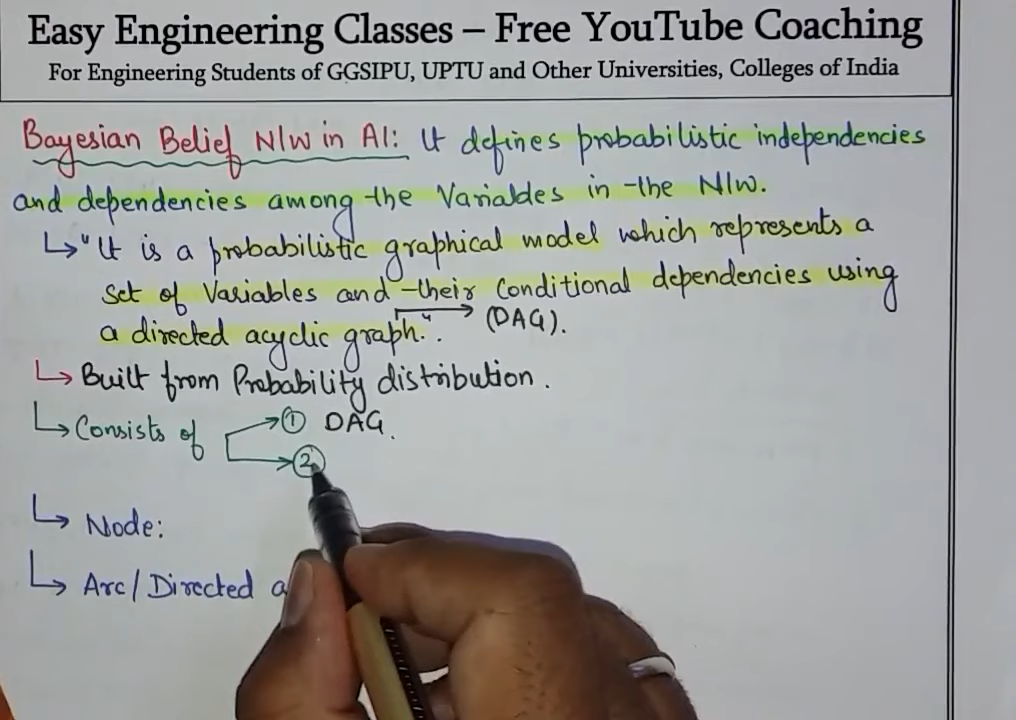 Easy Engineering Classes – Free YouTube Coaching
For Engineering Students of GGSIPU, UPTU and Other Universities, Colleges of India
Bayesian Belief N/w in AI: It defines probabilistic independencies
and dependencies among the Variables in the N/w.
↳ "It is a probabilistic graphical model which represents a
set of Variables and their Conditional dependencies using
a directed acyclic graph". → (DAG).
↳ Built from Probability distribution.
↳ Consists of → ① DAG.
→ ②
↳ Node:
↳ Arc/Directed a